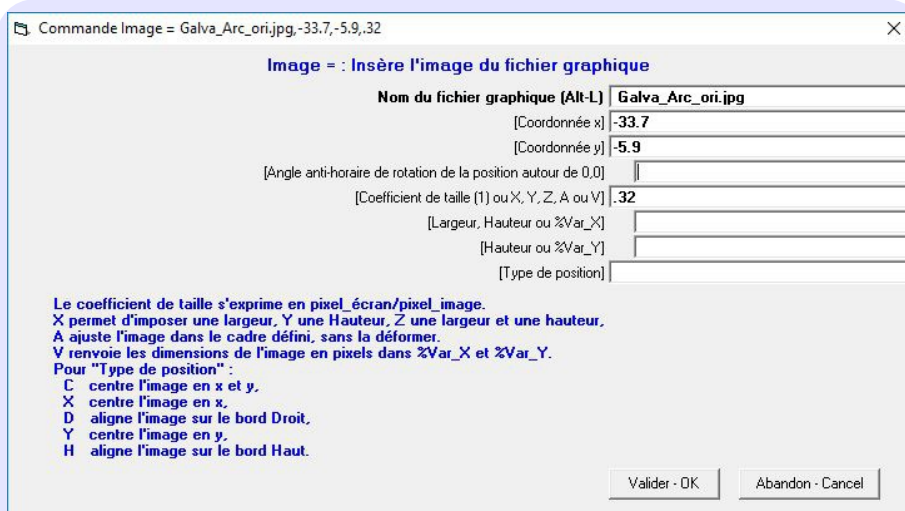 Commande Image = Galva_Arc_ori.jpg,-33.7,-5.9,.32
Image = : Insère l'image du fichier graphique
Nom du fichier graphique (Alt-L) Galva_Arc_ori.jpg
[Coordonnée x] -33.7
[Coordonnée y] -5.9
[Angle anti-horaire de rotation de la position autour de 0,0]
[Coefficient de taille (1) ou X, Y, Z, A ou V] .32
[Largeur, Hauteur ou %Var_X]
[Hauteur ou %Var_Y]
[Type de position]
Le coefficient de taille s'exprime en pixel_écran/pixel_image.
X permet d'imposer une largeur, Y une Hauteur, Z une largeur et une hauteur,
A ajuste l'image dans le cadre défini, sans la déformer.
V renvoie les dimensions de l'image en pixels dans %Var_X et %Var_Y.
Pour "Type de position" :
C centre l'image en x et y,
X centre l'image en x,
D aligne l'image sur le bord Droit,
Y centre l'image en y,
H aligne l'image sur le bord Haut.
Valider - OK Abandon - Cancel